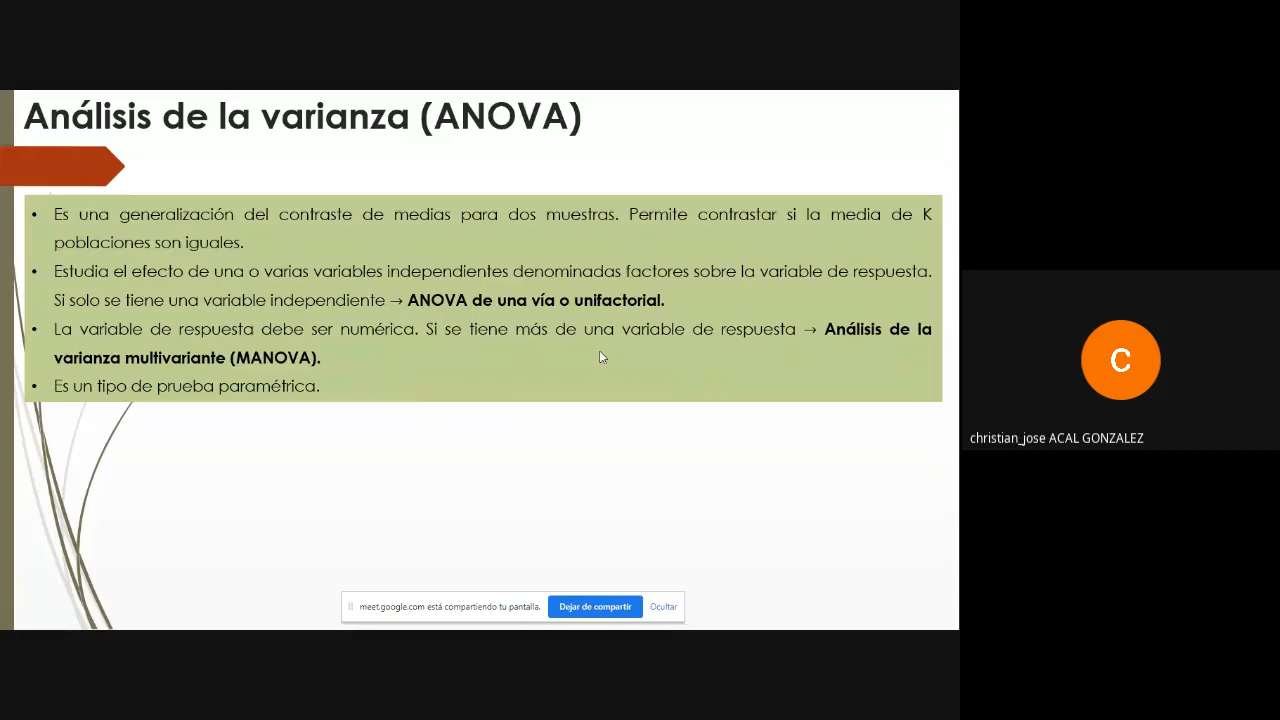 Análisis de la varianza (ANOVA)
• Es una generalización del contraste de medias para dos muestras. Permite contrastar si la media de K
poblaciones son iguales.
• Estudia el efecto de una o varias variables independientes denominadas factores sobre la variable de respuesta.
Si solo se tiene una variable independiente → ANOVA de una vía o unifactorial.
• La variable de respuesta debe ser numérica. Si se tiene más de una variable de respuesta → Análisis de la
varianza multivariante (MANOVA).
• Es un tipo de prueba paramétrica.
C
christian_jose ACAL GONZALEZ
meet.google.com está compartiendo tu pantalla. Dejar de compartir Ocultar